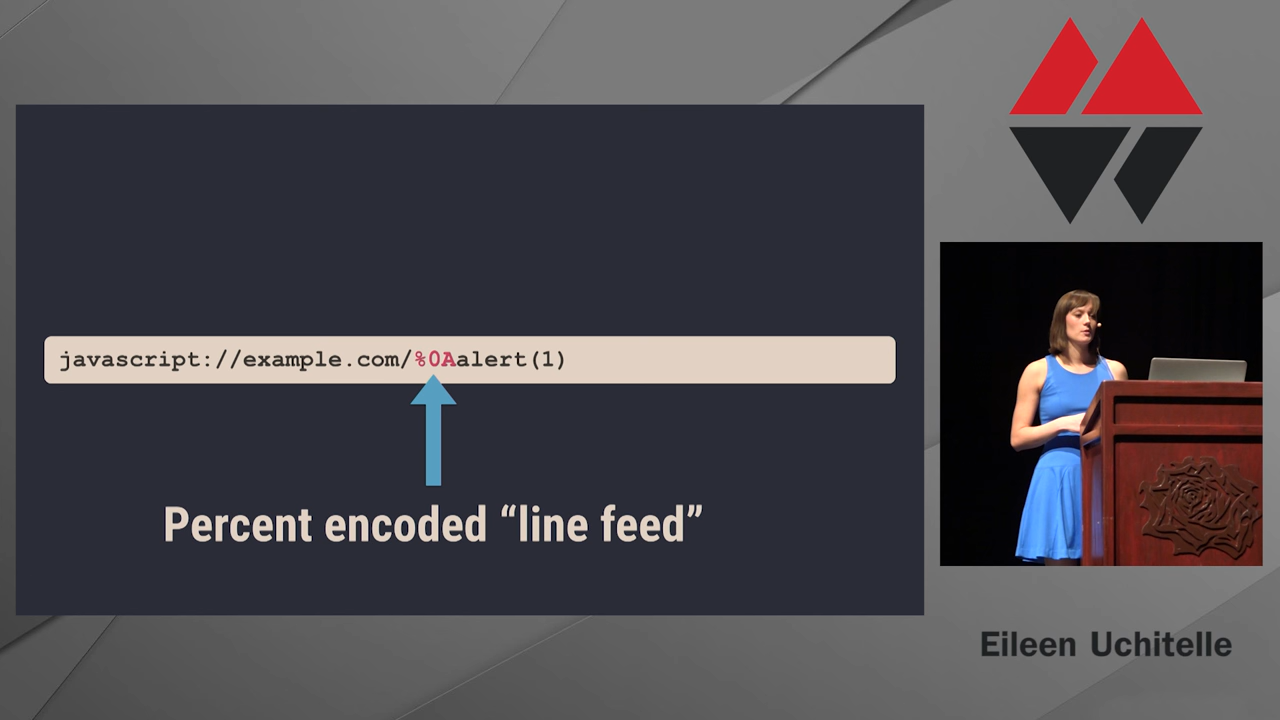 javascript://example.com/%0Aalert(1)
Percent encoded “line feed”
Eileen Uchitelle